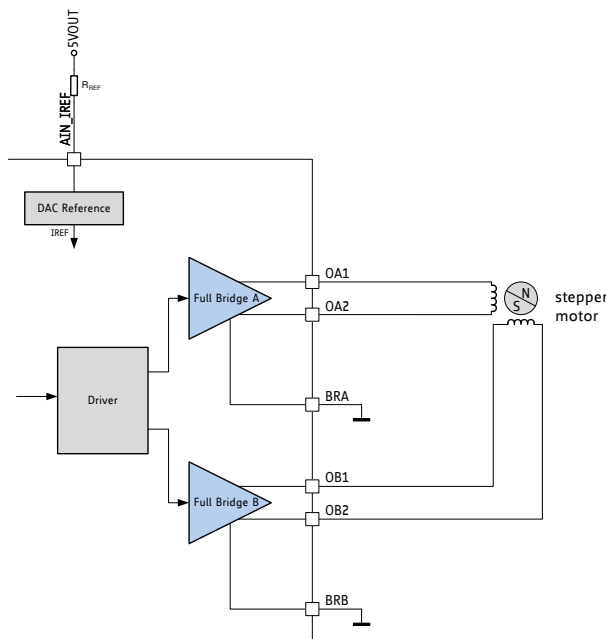 5VOUT
RREF
AIN_IREF
DAC Reference
IREF
Full Bridge A
OA1
OA2
N
S
stepper
motor
Driver
BRA
Full Bridge B
OB1
OB2
BRB